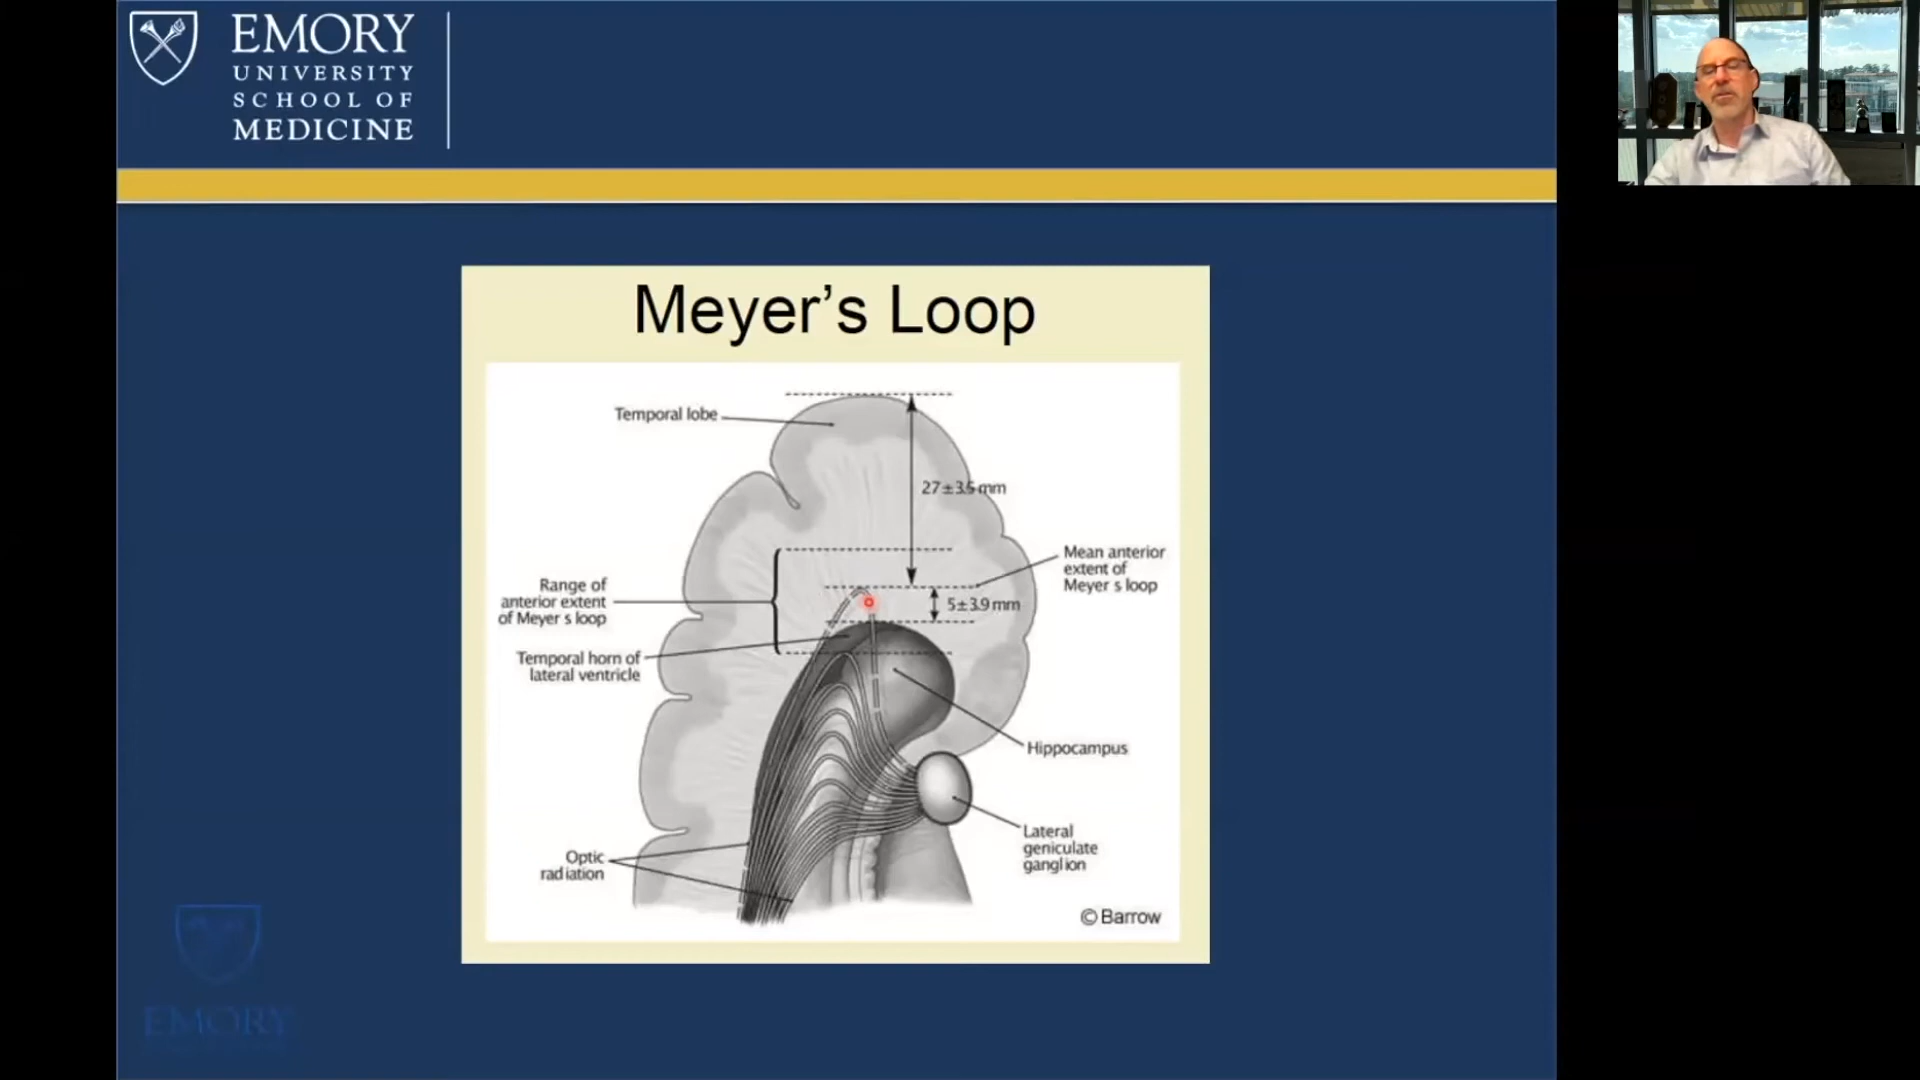 EMORY
UNIVERSITY
SCHOOL OF
MEDICINE
Meyer’s Loop
Temporal lobe
27±3.5 mm
Mean anterior
extent of
Meyer s loop
Range of
anterior extent
of Meyer s loop
5±3.9 mm
Temporal horn of
lateral ventricle
Hippocampus
Lateral
geniculate
ganglion
Optic
radiation
© Barrow
EMORY